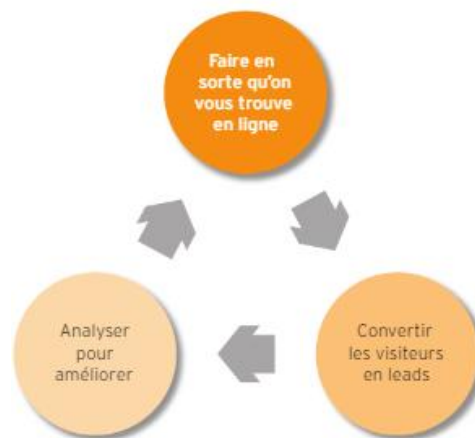 Faire en
sorte qu'on
vous trouve
en ligne
Convertir
les visiteurs
en leads
Analyser
pour
améliorer